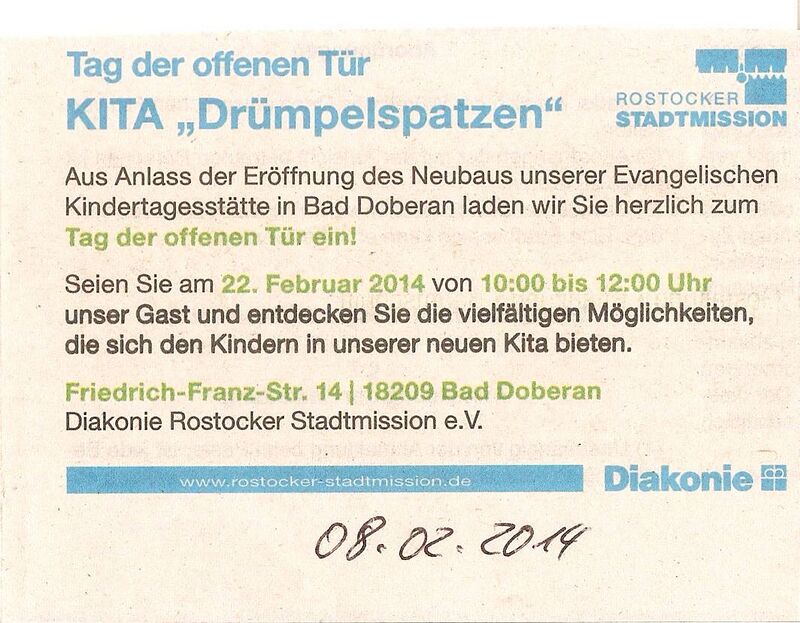 Tag der offenen Tür
KITA „Drümpelspatzen“
ROSTOCKER
STADTMISSION
Aus Anlass der Eröffnung des Neubaus unserer Evangelischen
Kindertagesstätte in Bad Doberan laden wir Sie herzlich zum
Tag der offenen Tür ein!
Seien Sie am 22. Februar 2014 von 10:00 bis 12:00 Uhr
unser Gast und entdecken Sie die vielfältigen Möglichkeiten,
die sich den Kindern in unserer neuen Kita bieten.
Friedrich-Franz-Str. 14 | 18209 Bad Doberan
Diakonie Rostocker Stadtmission e.V.
www.rostocker-stadtmission.de
Diakonie
08.02.2014